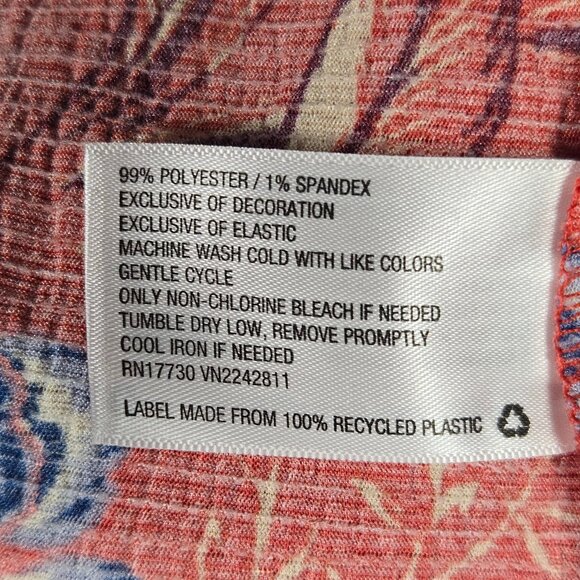 99% POLYESTER / 1% SPANDEX
EXCLUSIVE OF DECORATION
EXCLUSIVE OF ELASTIC
MACHINE WASH COLD WITH LIKE COLORS
GENTLE CYCLE
ONLY NON-CHLORINE BLEACH IF NEEDED
TUMBLE DRY LOW, REMOVE PROMPTLY
COOL IRON IF NEEDED
RN17730 VN2242811
LABEL MADE FROM 100% RECYCLED PLASTIC